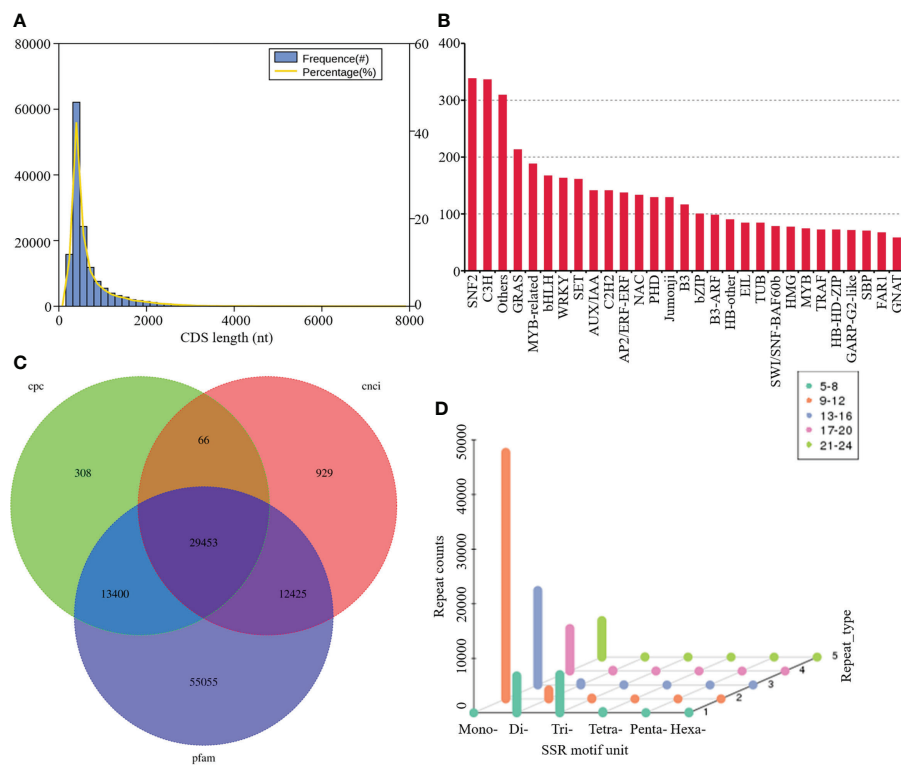 A
80000
60000
40000
20000
0
60
40
20
0
Frequence(#)
Percentage(%)
0
2000
4000
6000
8000
CDS length (nt)
B
400
300
200
100
0
SNF2
C3H
Others
GRAS
MYB-related
bHLH
WRKY
SET
AUX/IAA
C2H2
AP2/ERF-ERF
NAC
PHD
Jumonji
B3
bZIP
B3-ARF
HB-other
EIL
TUB
SWI/SNF-BAF60b
HMG
MYB
TRAF
HB-HD-ZIP
GARP-G2-like
SBP
FAR1
GNAT
C
cpc
cnci
66
308
929
29453
13400
12425
55055
pfam
D
5-8
9-12
13-16
17-20
21-24
50000
40000
30000
20000
10000
0
Repeat counts
Mono-
Di-
Tri-
Tetra-
Penta-
Hexa-
SSR motif unit
1
2
3
4
5
Repeat_type